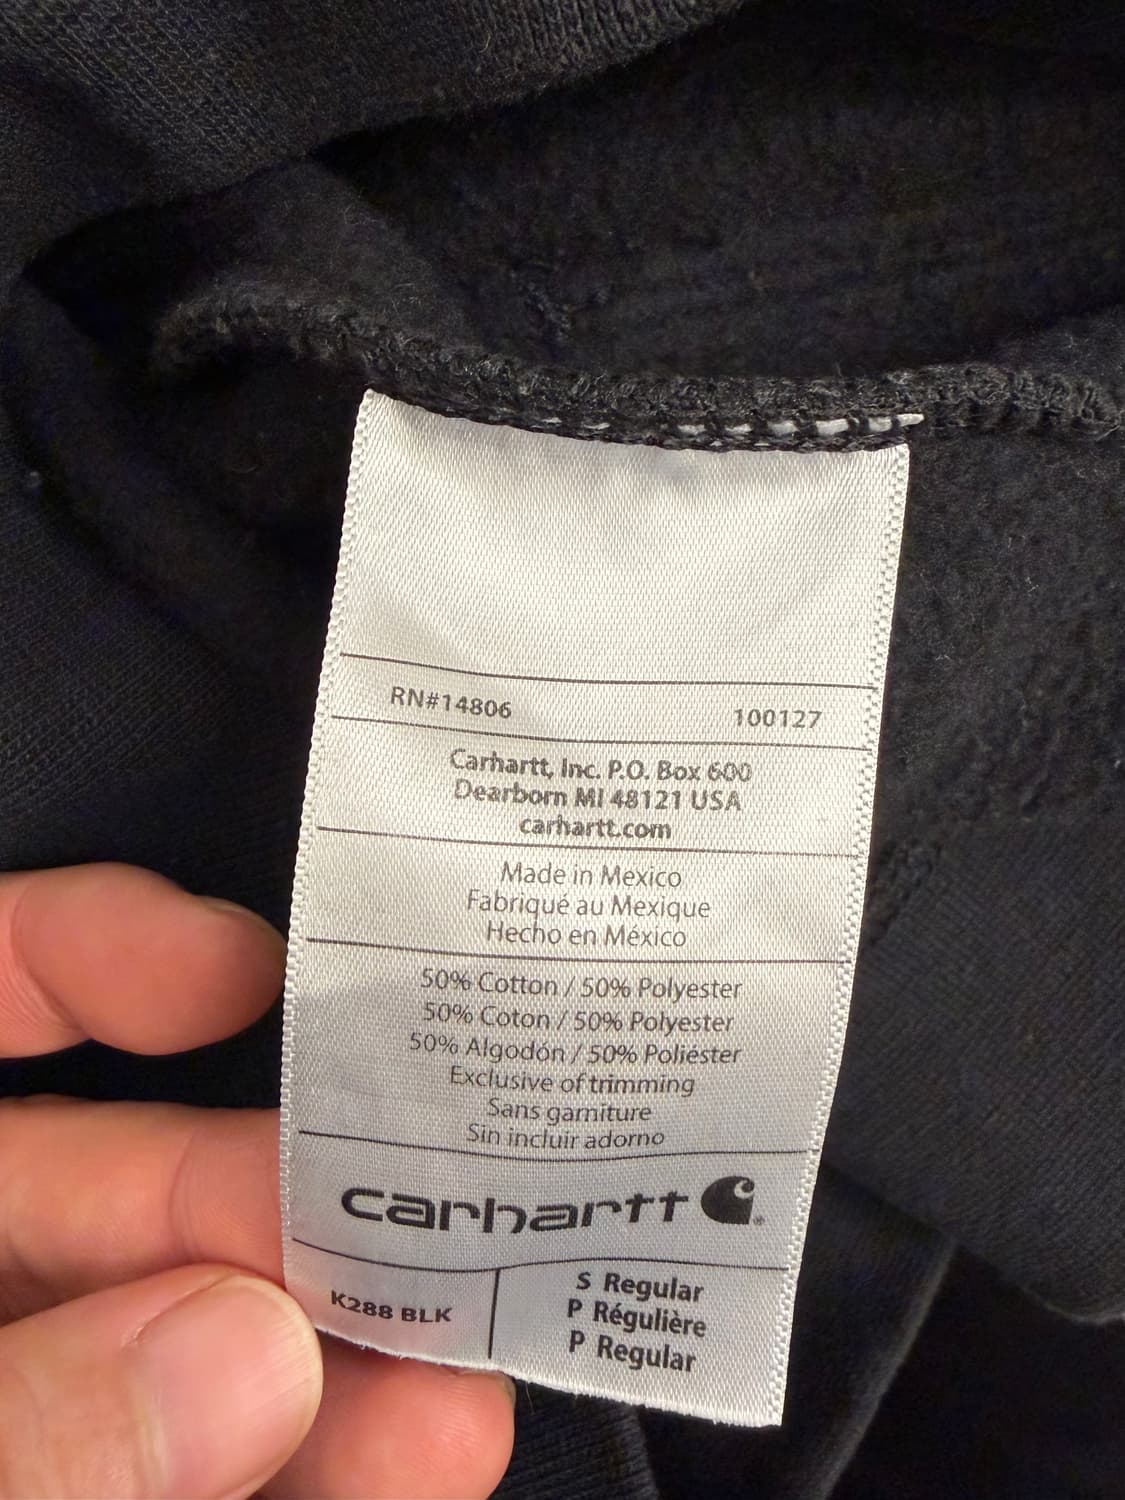 RN#14806 100127
Carhartt, Inc. P.O. Box 600
Dearborn MI 48121 USA
carhartt.com
Made in Mexico
Fabriqué au Mexique
Hecho en México
50% Cotton / 50% Polyester
50% Coton / 50% Polyester
50% Algodón / 50% Poliéster
Exclusive of trimming
Sans garniture
Sin incluir adorno
carhartt ®
K288 BLK
S Regular
P Régulière
P Regular